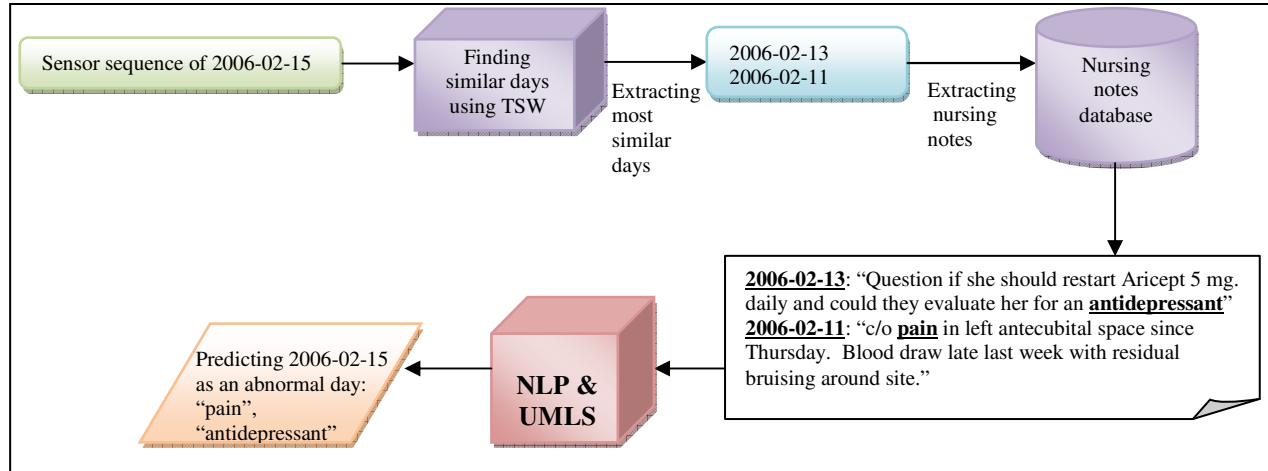 Sensor sequence of 2006-02-15
Finding
similar days
using TSW
Extracting
most
similar
days
2006-02-13
2006-02-11
Extracting
nursing
notes
Nursing
notes
database
2006-02-13: “Question if she should restart Aricept 5 mg.
daily and could they evaluate her for an antidepressant”
2006-02-11: “c/o pain in left antecubital space since
Thursday. Blood draw late last week with residual
bruising around site.”
NLP &
UMLS
Predicting 2006-02-15
as an abnormal day:
“pain”,
“antidepressant”